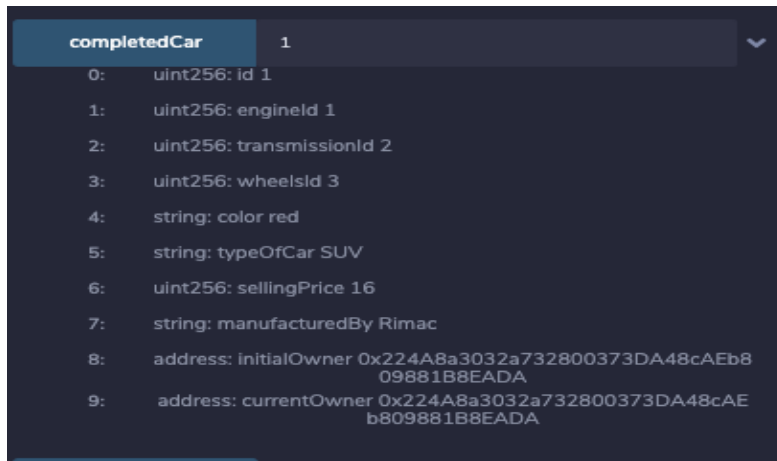 completedCar 1
0: uint256: id 1
1: uint256: engineId 1
2: uint256: transmissionId 2
3: uint256: wheelsId 3
4: string: color red
5: string: typeOfCar SUV
6: uint256: sellingPrice 16
7: string: manufacturedBy Rimac
8: address: initialOwner 0x224A8a3032a732800373DA48cAEb8
09881B8EADA
9: address: currentOwner 0x224A8a3032a732800373DA48cAE
b809881B8EADA